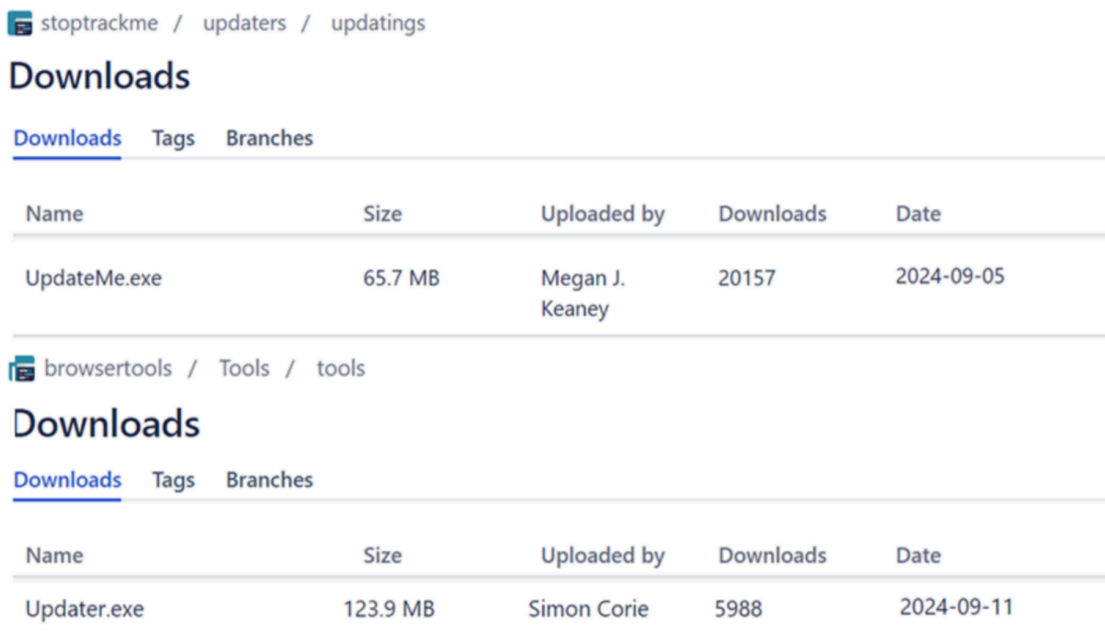 stoptrackme / updaters / updatings
Downloads
Downloads Tags Branches
Name Size Uploaded by Downloads Date
UpdateMe.exe 65.7 MB Megan J. Keaney 20157 2024-09-05
browsertools / Tools / tools
Downloads
Downloads Tags Branches
Name Size Uploaded by Downloads Date
Updater.exe 123.9 MB Simon Corie 5988 2024-09-11